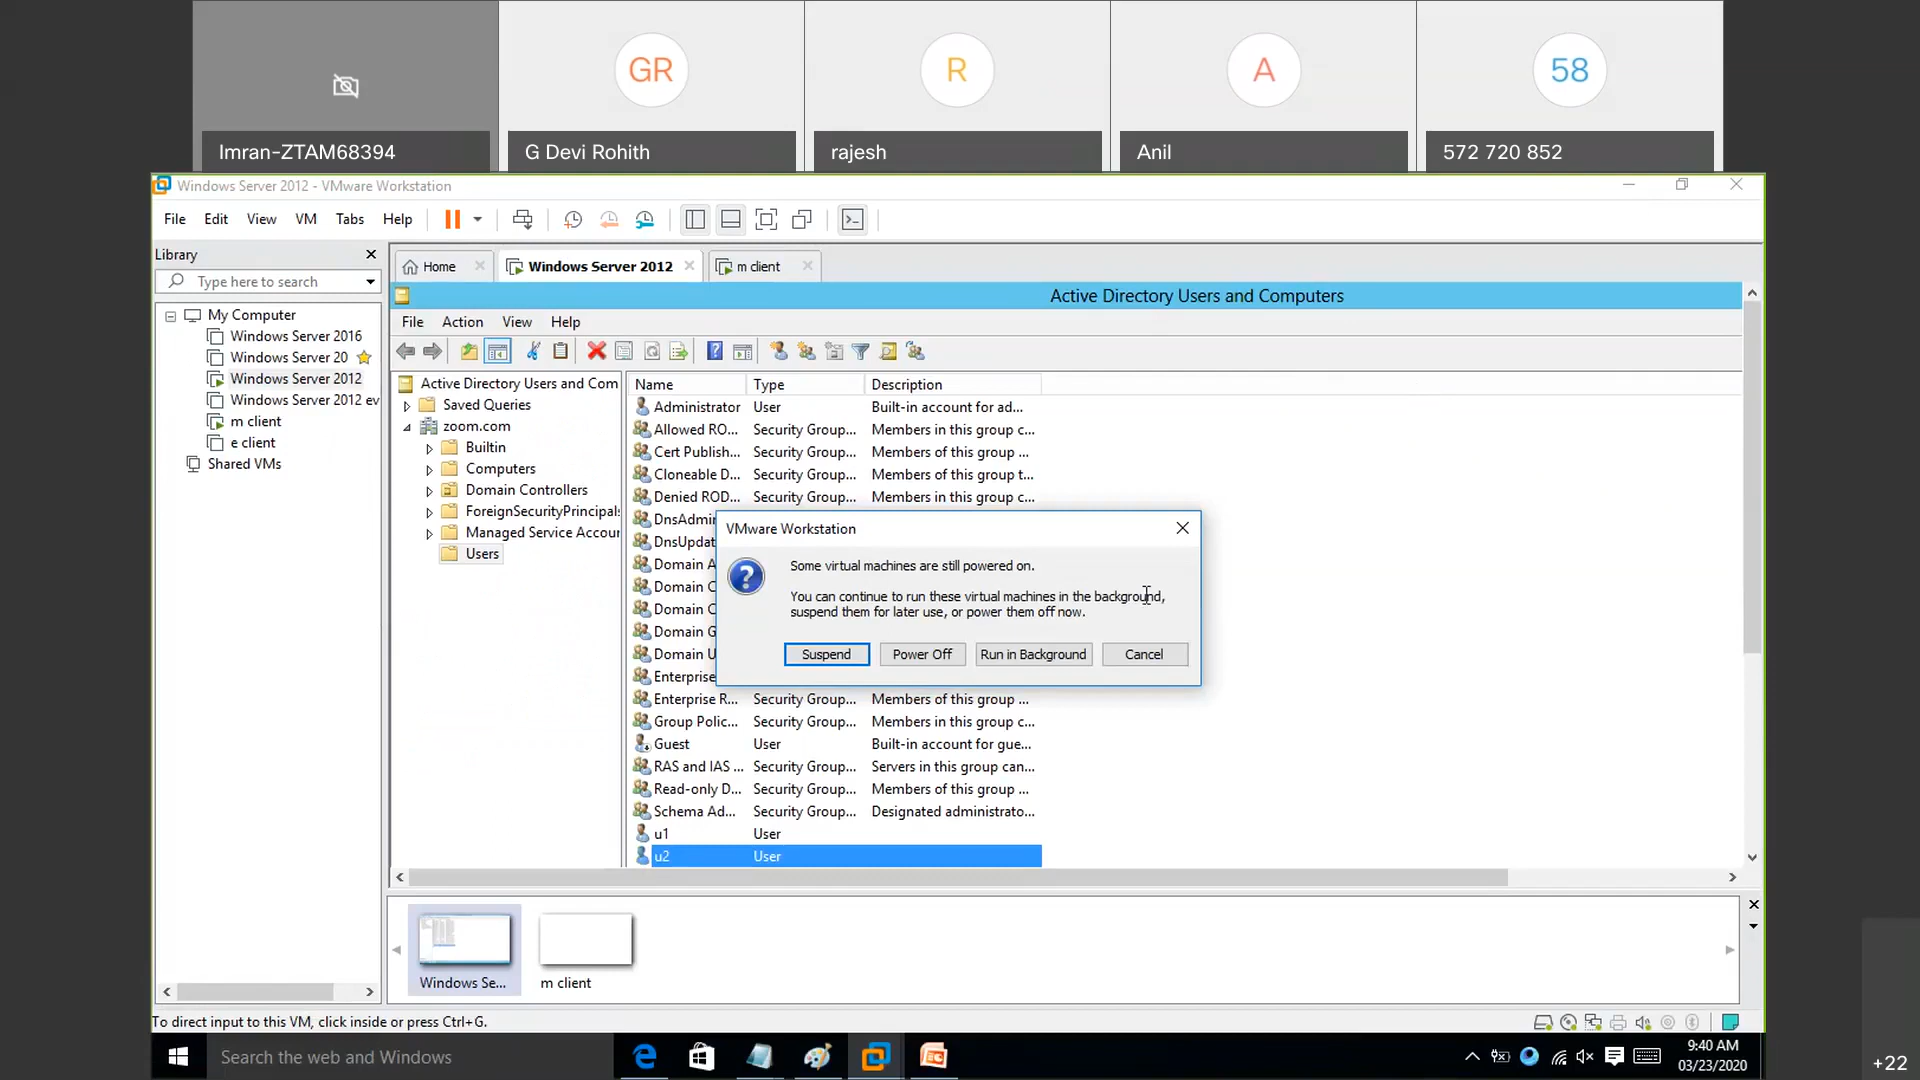 GR
R
A
58
Imran-ZTAM68394
G Devi Rohith
rajesh
Anil
572 720 852
Windows Server 2012 - VMware Workstation
File Edit View VM Tabs Help
Library
Type here to search
Home
Windows Server 2012
m client
My Computer
Windows Server 2016
Windows Server 20
Windows Server 2012
Windows Server 2012 ev
m client
e client
Shared VMs
Active Directory Users and Computers
File Action View Help
Active Directory Users and Com
Saved Queries
zoom.com
Builtin
Computers
Domain Controllers
ForeignSecurityPrincipals
Managed Service Accour
Users
Name Type Description
Administrator User Built-in account for ad...
Allowed RO... Security Group... Members in this group c...
Cert Publish... Security Group... Members of this group ...
Cloneable D... Security Group... Members of this group t...
Denied ROD... Security Group... Members in this group c...
DnsAdmin
DnsUpdat
Domain A
Domain C
Domain C
Domain G
Domain U
Enterprise
Enterprise R... Security Group... Members of this group ...
Group Polic... Security Group... Members in this group c...
Guest User Built-in account for gue...
RAS and IAS ... Security Group... Servers in this group can...
Read-only D... Security Group... Members of this group ...
Schema Ad... Security Group... Designated administrato...
u1 User
u2 User
VMware Workstation
Some virtual machines are still powered on.
You can continue to run these virtual machines in the background,
suspend them for later use, or power them off now.
Suspend
Power Off
Run in Background
Cancel
Windows Se...
m client
To direct input to this VM, click inside or press Ctrl+G.
Search the web and Windows
9:40 AM
03/23/2020
+22